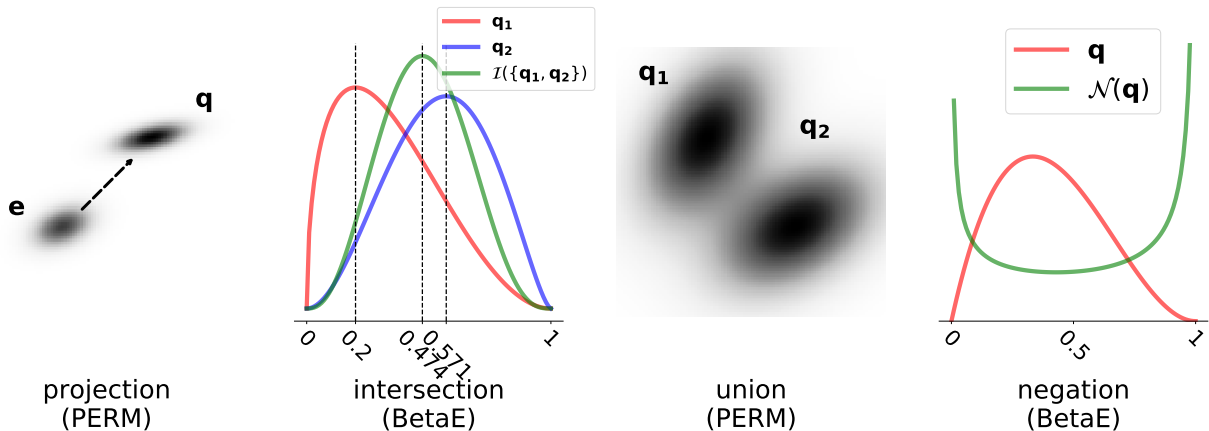 e
q
projection
(PERM)
q₁
q₂
𝓘({q₁, q₂})
0
0.2
0.474
0.571
1
intersection
(BetaE)
q₁
q₂
union
(PERM)
q
𝒩(q)
0
0.5
1
negation
(BetaE)